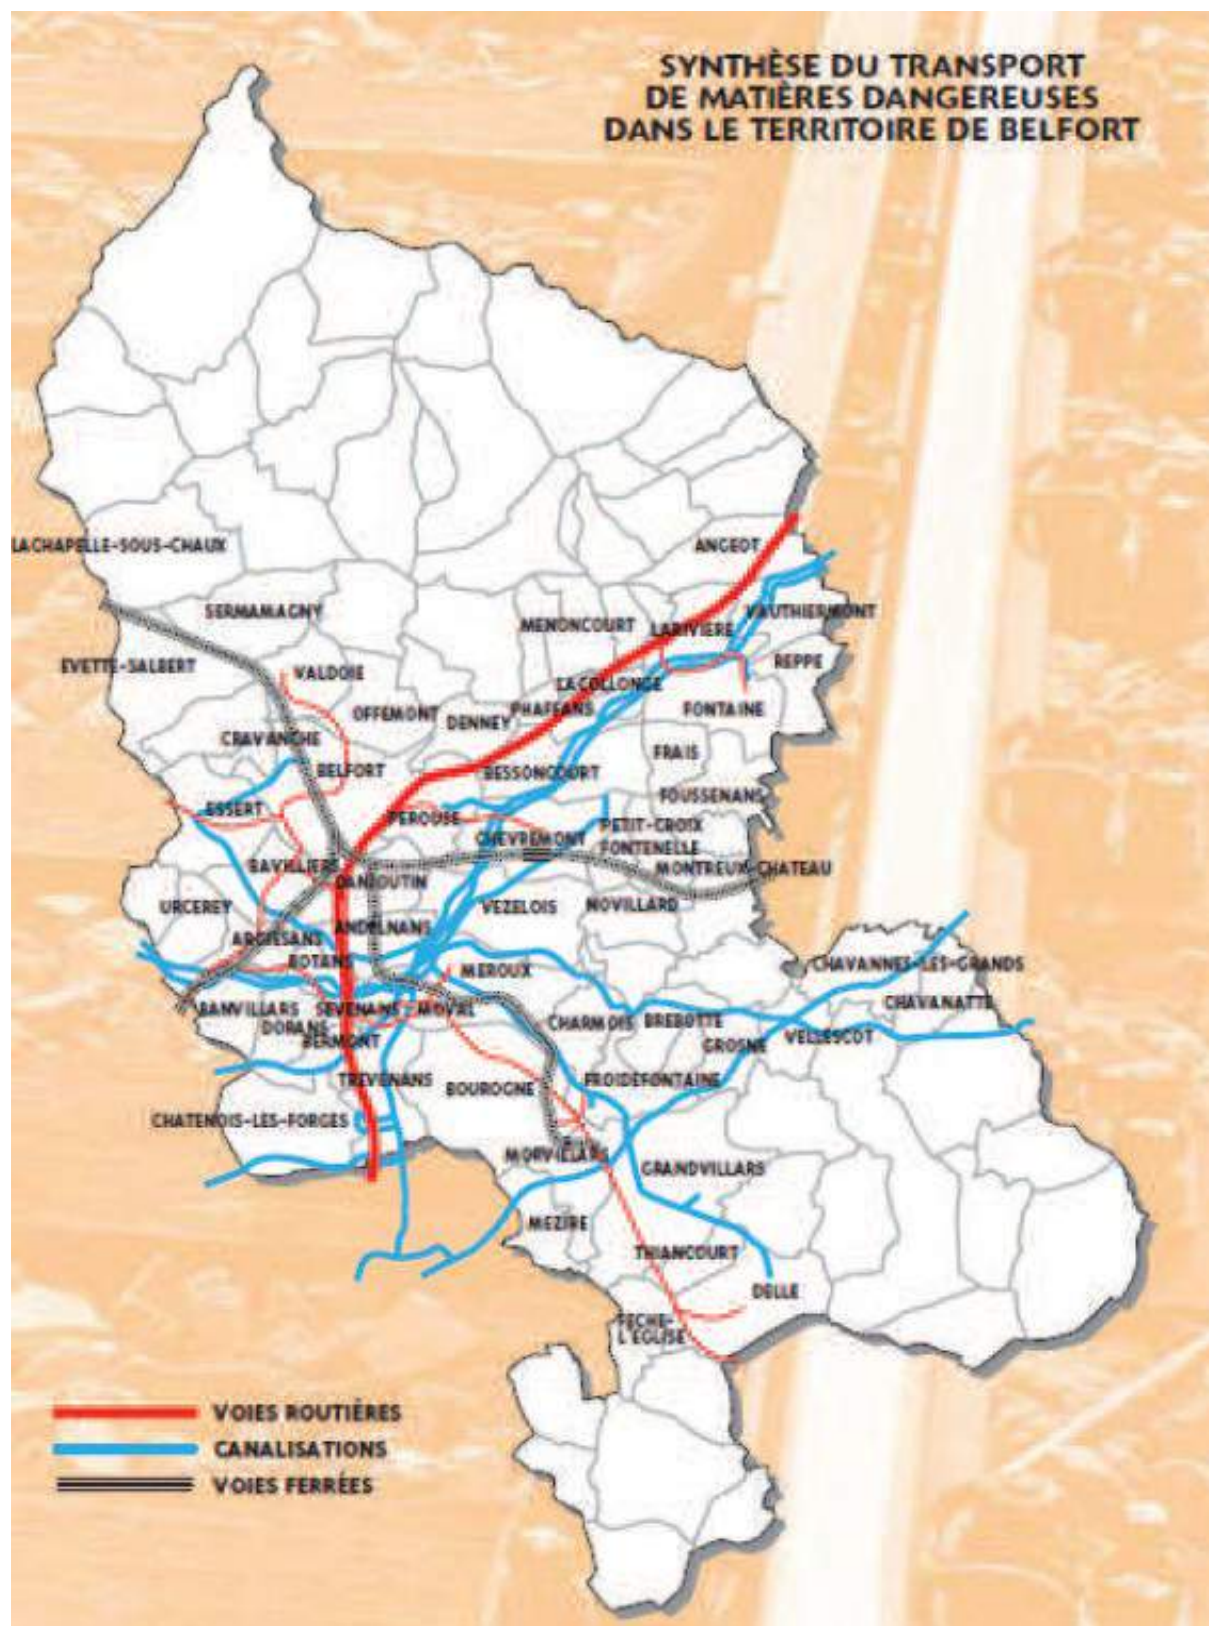 SYNTHÈSE DU TRANSPORT
DE MATIÈRES DANGEREUSES
DANS LE TERRITOIRE DE BELFORT
LACHAPELLE-SOUS-CHAUX
ANGEOT
SERMAMAGNY
MENONCOURT
LARIVIERE
VAUTHIERMONT
EVETTE-SALBERT
VALDOIE
REPPE
LACOLLONGE
OFFEMONT
DENNEY
PHAFFANS
FONTAINE
CRAVANCHE
FRAIS
BELFORT
BESSONCOURT
FOUSSENANS
ESSERT
PEROUSE
PETIT-CROIX
CHEVREMONT
FONTENELLE
BAVILLIERS
MONTREUX-CHATEAU
DANJOUTIN
URCEREY
VEZELOIS
NOVILLARD
ANDELNANS
ARGIESANS
BOTANS
MEROUX
CHAVANNES-LES-GRANDS
CHAVANATTE
BANVILLARS
SEVENANS
MOVAL
DORANS
CHARMOIS
BREBOTTE
BERMONT
GROSNE
VELLESCOT
TREVENANS
BOUROGNE
FROIDEFONTAINE
CHATENOIS-LES-FORGES
MORVILLARS
GRANDVILLARS
MEZIRE
THIANCOURT
DELLE
FECHE-
L'EGLISE
VOIES ROUTIÈRES
CANALISATIONS
VOIES FERRÉES